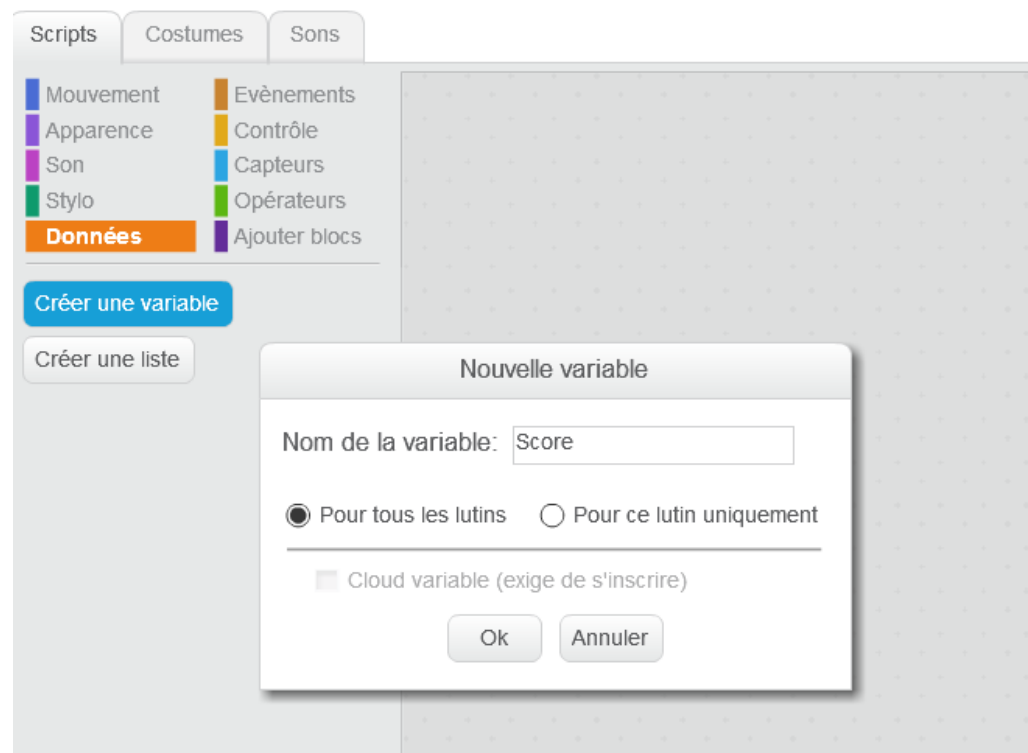 Scripts Costumes Sons
Mouvement Evènements
Apparence Contrôle
Son Capteurs
Stylo Opérateurs
Données Ajouter blocs
Créer une variable
Créer une liste
Nouvelle variable
Nom de la variable: Score
Pour tous les lutins Pour ce lutin uniquement
Cloud variable (exige de s'inscrire)
Ok Annuler